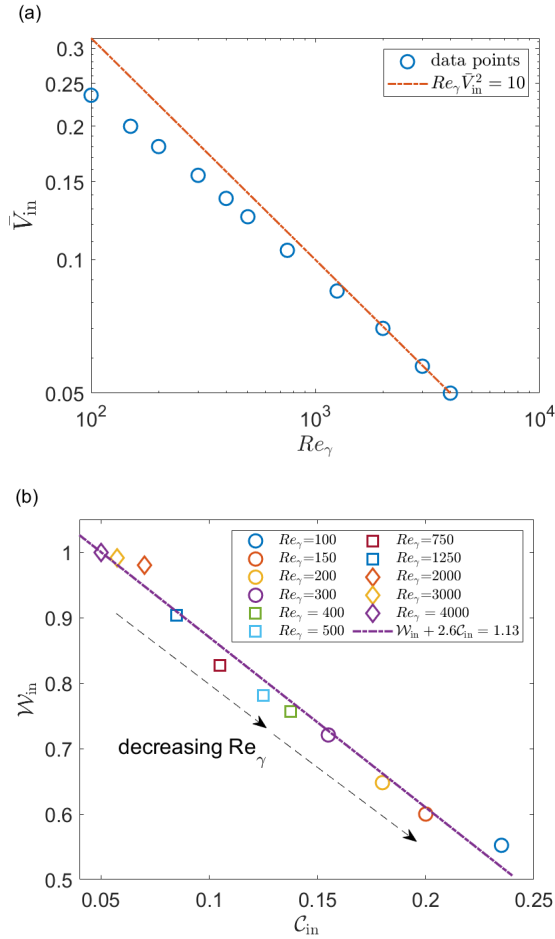 (a)
0.3
0.25
0.2
0.15
0.1
0.05
V̄in
10² 10³ 10⁴
Reγ
data points
Reγ V̄²in = 10
(b)
1
0.9
0.8
0.7
0.6
0.5
𝒲in
0.05 0.1 0.15 0.2 0.25
𝒞in
Reγ=100 Reγ=750
Reγ=150 Reγ=1250
Reγ=200 Reγ=2000
Reγ=300 Reγ=3000
Reγ = 400 Reγ = 4000
Reγ = 500 𝒲in + 2.6𝒞in = 1.13
decreasing Reγ